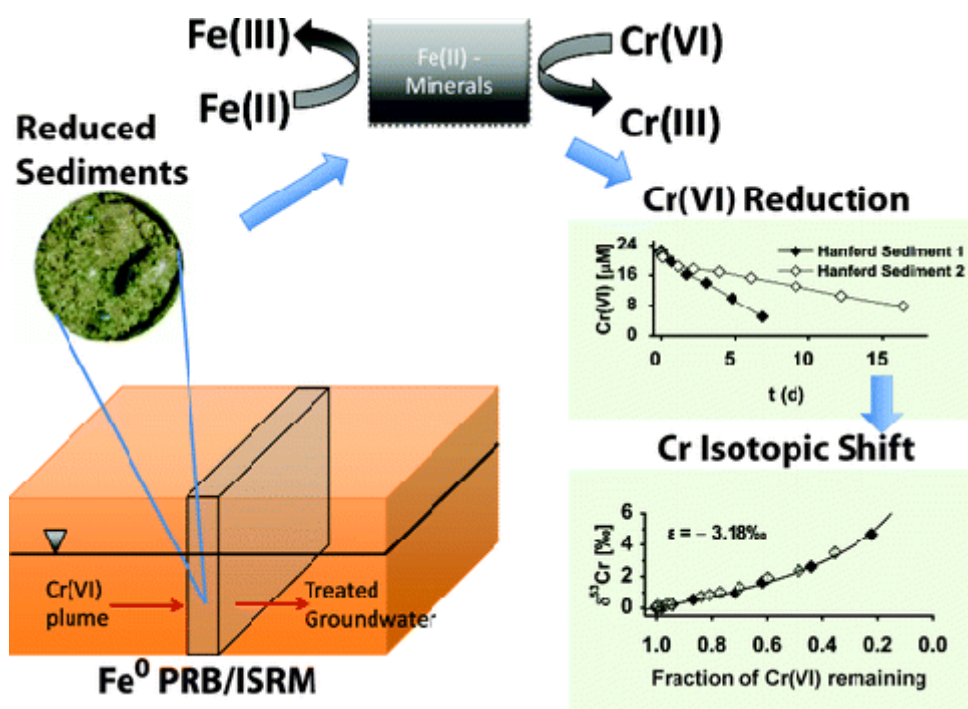 Fe(III)
Fe(II)
Fe(II) -
Minerals
Cr(VI)
Cr(III)
Reduced
Sediments
Cr(VI) Reduction
Cr(VI) [µM]
24
16
8
0
Hanferd Sediment 1
Hanferd Sediment 2
0 5 10 15
t (d)
Cr Isotopic Shift
δ⁵³Cr [‰]
6
4
2
0
ε = − 3.18‰
1.0 0.8 0.6 0.4 0.2 0.0
Fraction of Cr(VI) remaining
Cr(VI)
plume
Treated
Groundwater
Fe⁰ PRB/ISRM